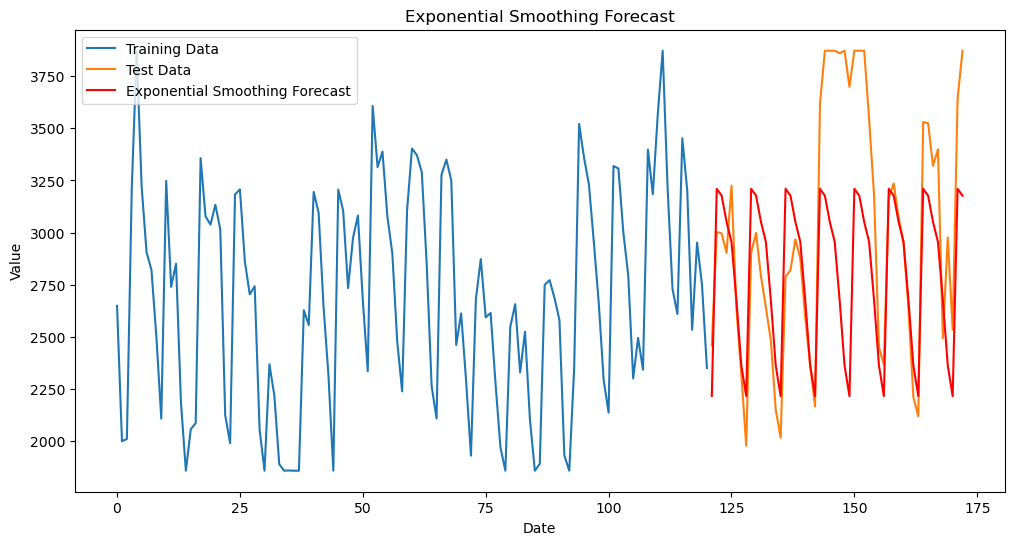 Exponential Smoothing Forecast
Training Data
Test Data
Exponential Smoothing Forecast
Value
3750
3500
3250
3000
2750
2500
2250
2000
0
25
50
75
100
125
150
175
Date